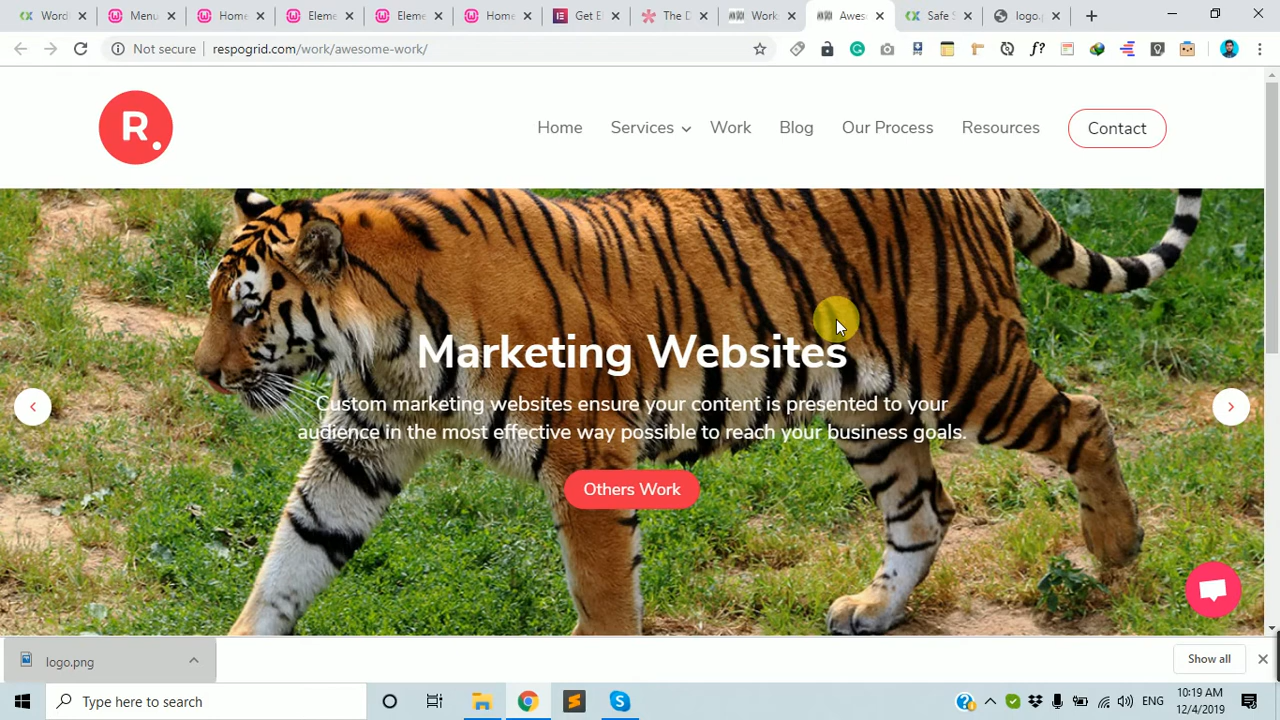 Word
Menu
Home
Eleme
Eleme
Home
Get E
The D
Work
Awes
Safe S
logo.p
Not secure
respogrid.com/work/awesome-work/
f?
R.
Home
Services
Work
Blog
Our Process
Resources
Contact
Marketing Websites
Custom marketing websites ensure your content is presented to your
audience in the most effective way possible to reach your business goals.
Others Work
logo.png
Show all
Type here to search
ENG
10:19 AM
12/4/2019